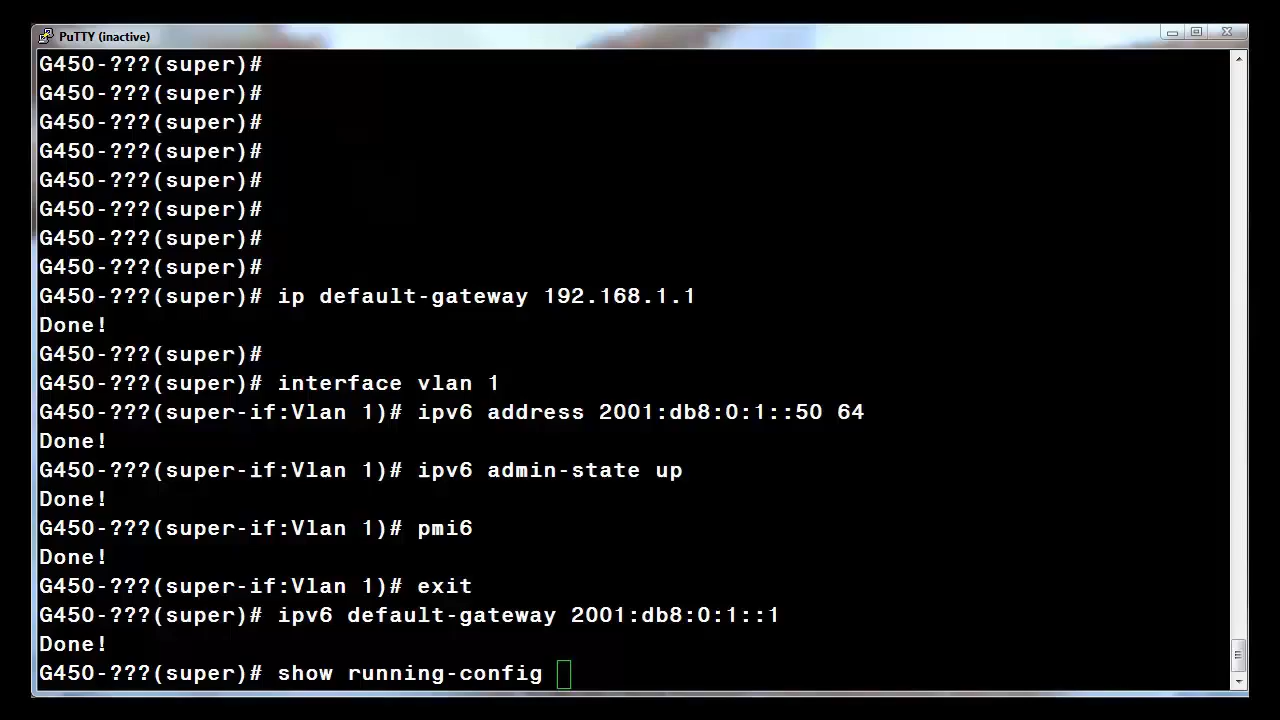 PuTTY (inactive)
G450-???(super)#
G450-???(super)#
G450-???(super)#
G450-???(super)#
G450-???(super)#
G450-???(super)#
G450-???(super)#
G450-???(super)#
G450-???(super)# ip default-gateway 192.168.1.1
Done!
G450-???(super)#
G450-???(super)# interface vlan 1
G450-???(super-if:Vlan 1)# ipv6 address 2001:db8:0:1::50 64
Done!
G450-???(super-if:Vlan 1)# ipv6 admin-state up
Done!
G450-???(super-if:Vlan 1)# pmi6
Done!
G450-???(super-if:Vlan 1)# exit
G450-???(super)# ipv6 default-gateway 2001:db8:0:1::1
Done!
G450-???(super)# show running-config